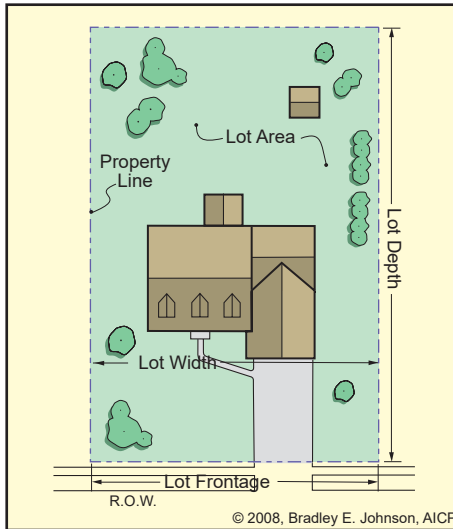 Lot Area
Property
Line
Lot Depth
Lot Width
Lot Frontage
R.O.W.
© 2008, Bradley E. Johnson, AICP